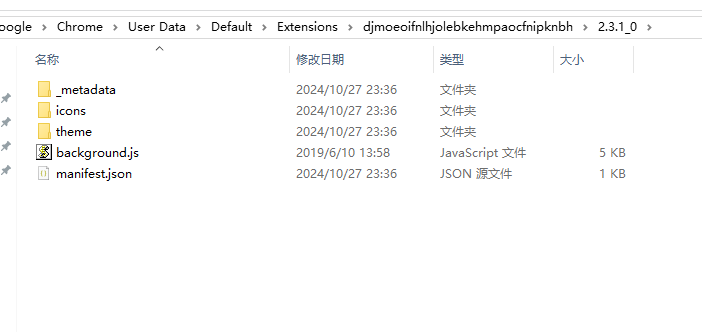 oogle > Chrome > User Data > Default > Extensions > djmoeoifnlhjolebkehmpaocfnipknbh > 2.3.1_0 >
名称 修改日期 类型 大小
_metadata 2024/10/27 23:36 文件夹
icons 2024/10/27 23:36 文件夹
theme 2024/10/27 23:36 文件夹
background.js 2019/6/10 13:58 JavaScript 文件 5 KB
manifest.json 2024/10/27 23:36 JSON 源文件 1 KB